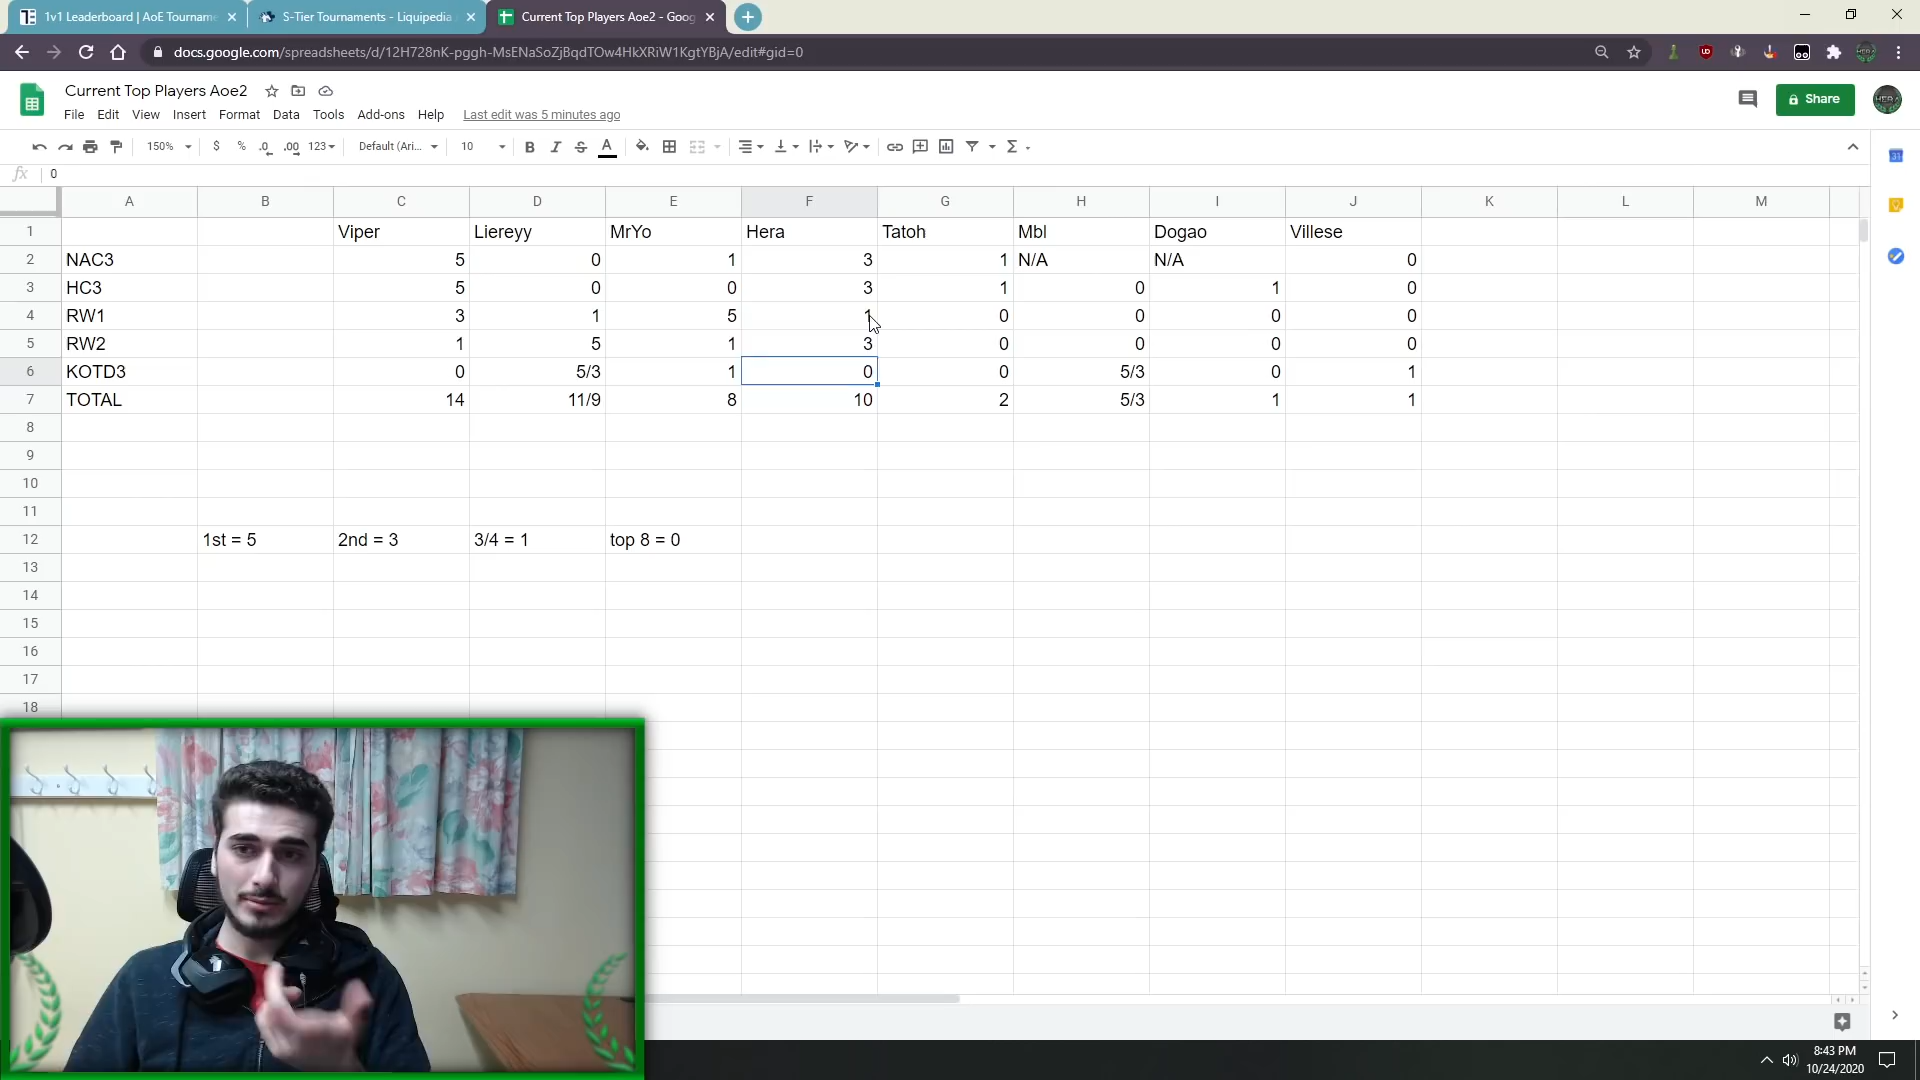 1v1 Leaderboard | AoE Tourname
S-Tier Tournaments - Liquipedia
Current Top Players Aoe2 - Goog
docs.google.com/spreadsheets/d/12H728nK-pggh-MsENaSoZjBqdTOw4HkXRiW1KgtYBjA/edit#gid=0
Current Top Players Aoe2
File Edit View Insert Format Data Tools Add-ons Help Last edit was 5 minutes ago
Share
150% $ % .0 .00 123 Default (Ari... 10 B I S A
fx 0
A B C D E F G H I J K L M
1 Viper Liereyy MrYo Hera Tatoh Mbl Dogao Villese
2 NAC3 5 0 1 3 1 N/A N/A 0
3 HC3 5 0 0 3 1 0 1 0
4 RW1 3 1 5 1 0 0 0 0
5 RW2 1 5 1 3 0 0 0 0
6 KOTD3 0 5/3 1 0 0 5/3 0 1
7 TOTAL 14 11/9 8 10 2 5/3 1 1
8
9
10
11
12 1st = 5 2nd = 3 3/4 = 1 top 8 = 0
13
14
15
16
17
18
8:43 PM
10/24/2020